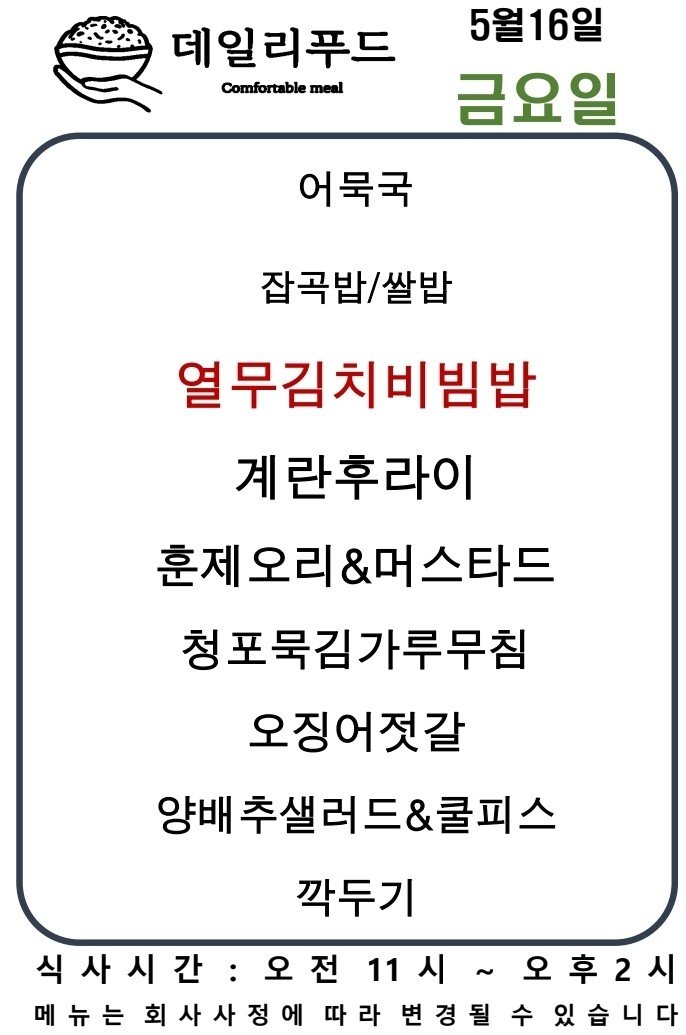 데일리푸드
Comfortable meal
5월16일
금요일
어묵국
잡곡밥/쌀밥
열무김치비빔밥
계란후라이
훈제오리&머스타드
청포묵김가루무침
오징어젓갈
양배추샐러드&쿨피스
깍두기
식사시간 : 오전 11시 ~ 오후2시
메뉴는 회사사정에 따라 변경될 수 있습니다